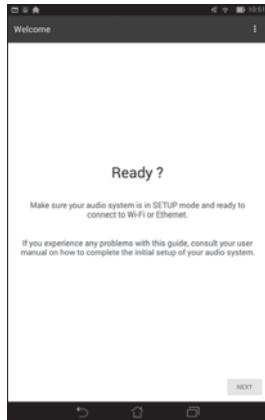 10:51
Welcome
Ready ?
Make sure your audio system is in SETUP mode and ready to
connect to Wi-Fi or Ethernet.
If you experience any problems with this guide, consult your user
manual on how to complete the initial setup of your audio system.
NEXT